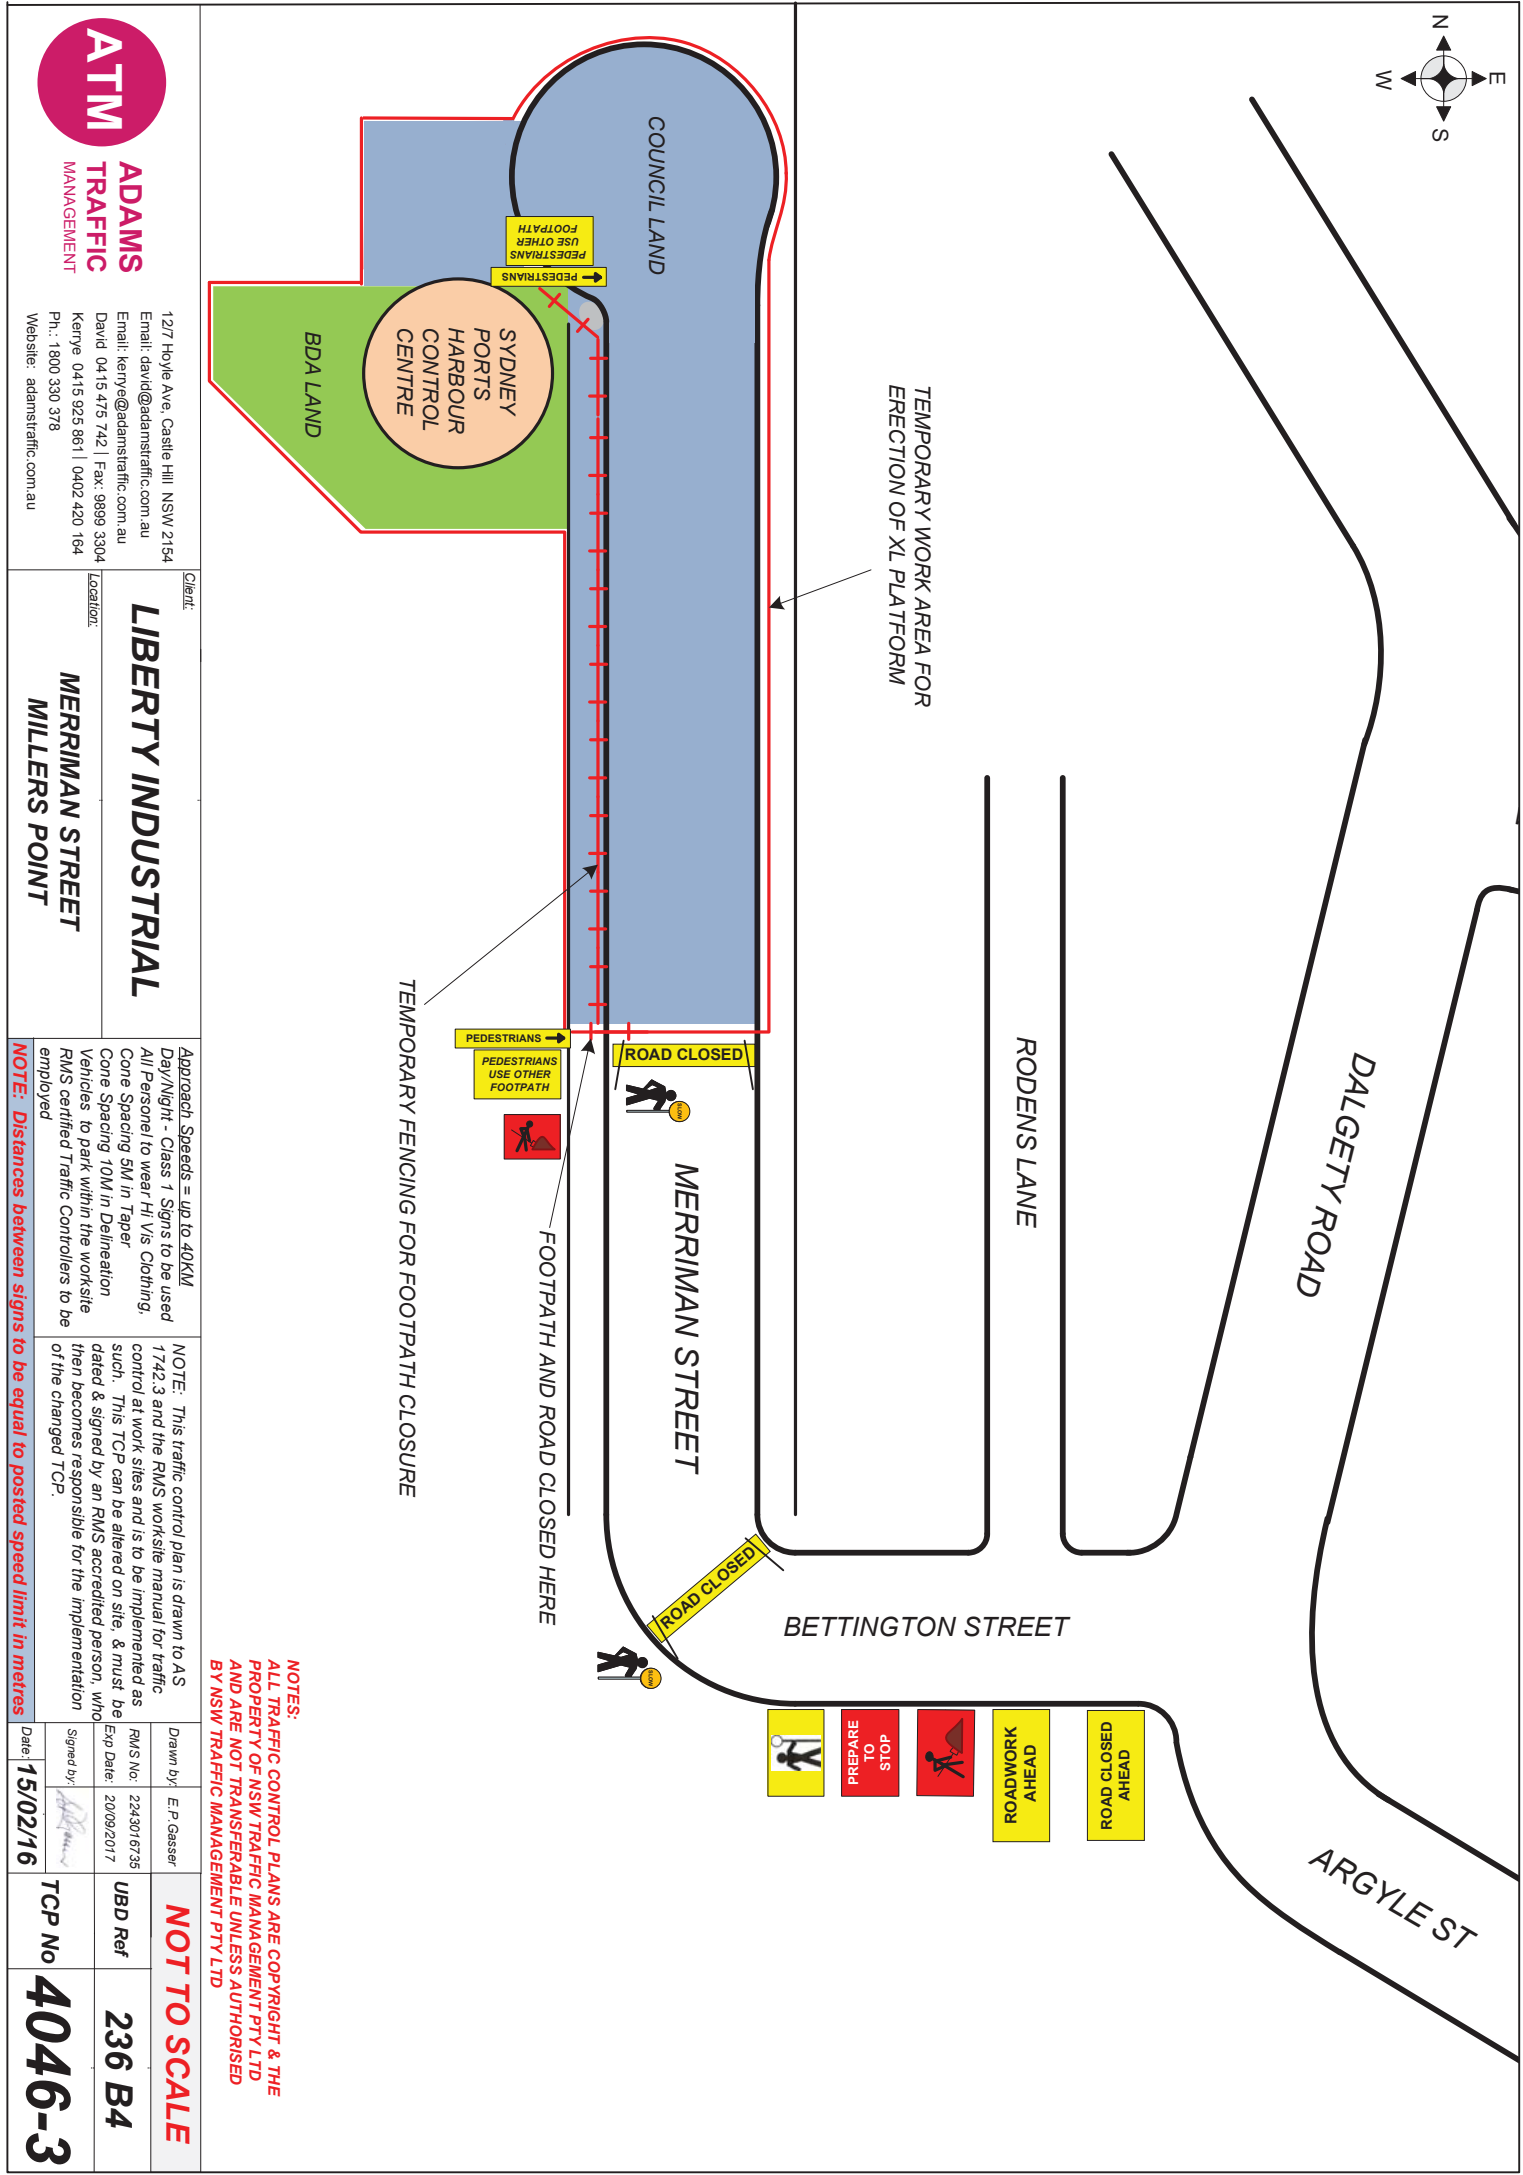 N
E
S
W
DALGETY ROAD
ARGYLE ST
RODENS LANE
BETTINGTON STREET
MERRIMAN STREET
ROAD CLOSED
AHEAD
ROADWORK
AHEAD
PREPARE
TO
STOP
TEMPORARY WORK AREA FOR
ERECTION OF XL PLATFORM
COUNCIL LAND
PEDESTRIANS
USE OTHER
FOOTPATH
PEDESTRIANS
SYDNEY
PORTS
HARBOUR
CONTROL
CENTRE
BDA LAND
ROAD CLOSED
SLOW
PEDESTRIANS
PEDESTRIANS
USE OTHER
FOOTPATH
ROAD CLOSED
SLOW
FOOTPATH AND ROAD CLOSED HERE
TEMPORARY FENCING FOR FOOTPATH CLOSURE
NOTES:
ALL TRAFFIC CONTROL PLANS ARE COPYRIGHT & THE
PROPERTY OF NSW TRAFFIC MANAGEMENT PTY LTD
AND ARE NOT TRANSFERABLE UNLESS AUTHORISED
BY NSW TRAFFIC MANAGEMENT PTY LTD
ATM
ADAMS
TRAFFIC
MANAGEMENT
12/7 Hoyle Ave, Castle Hill NSW 2154
Email: david@adamstraffic.com.au
Email: kerrye@adamstraffic.com.au
David 0415 475 742 | Fax: 9899 3304
Kerrye 0415 925 861 | 0402 420 164
Ph.: 1800 330 378
Website: adamstraffic.com.au
Client:
LIBERTY INDUSTRIAL
Location:
MERRIMAN STREET
MILLERS POINT
Approach Speeds = up to 40KM
Day/Night - Class 1 Signs to be used
All Personel to wear Hi Vis Clothing,
Cone Spacing 5M in Taper
Cone Spacing 10M in Delineation
Vehicles to park within the worksite
RMS certified Traffic Controllers to be
employed
NOTE: This traffic control plan is drawn to AS
1742.3 and the RMS worksite manual for traffic
control at work sites and is to be implemented as
such. This TCP can be altered on site, & must be
dated & signed by an RMS accredited person, who
then becomes responsible for the implementation
of the changed TCP.
NOTE: Distances between signs to be equal to posted speed limit in metres
Drawn by: E.P.Gasser
RMS No: 2243016735
Exp Date: 20/09/2017
Signed by:
Date: 15/02/16
NOT TO SCALE
UBD Ref 236 B4
TCP No 4046-3